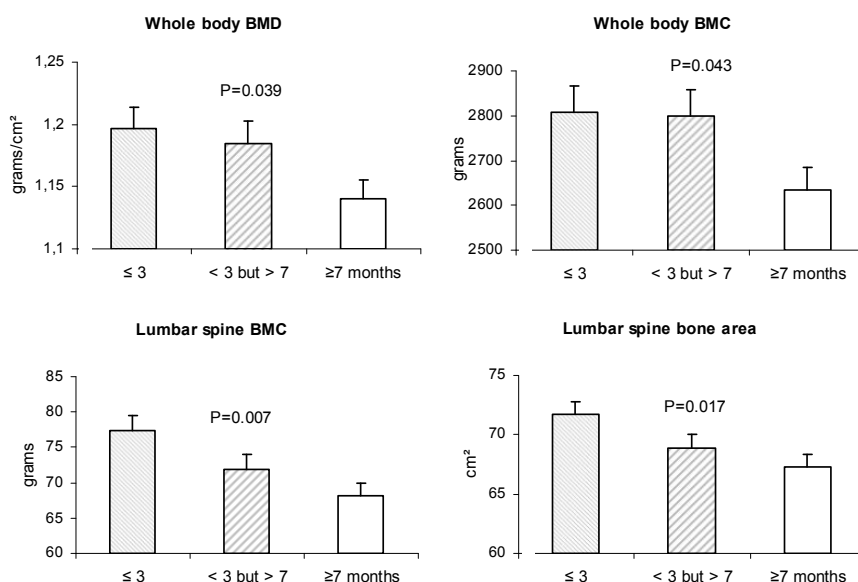 Whole body BMD
1,25
1,2
1,15
1,1
grams/cm²
P=0.039
≤ 3
< 3 but > 7
≥7 months
Whole body BMC
2900
2800
2700
2600
2500
grams
P=0.043
≤ 3
< 3 but > 7
≥7 months
Lumbar spine BMC
85
80
75
70
65
60
grams
P=0.007
≤ 3
< 3 but > 7
≥7 months
Lumbar spine bone area
75
70
65
60
cm²
P=0.017
≤ 3
< 3 but > 7
≥7 months